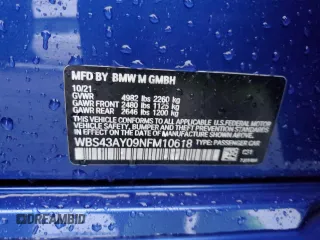 MFD BY BMW M GMBH
10/21
GVWR 4982 lbs 2260 kg
GAWR FRONT 2480 lbs 1125 kg
GAWR REAR 2646 lbs 1200 kg
THIS VEHICLE CONFORMS TO ALL APPLICABLE U.S. FEDERAL MOTOR
VEHICLE SAFETY, BUMPER, AND THEFT PREVENTION STANDARDS IN
EFFECT ON THE DATE OF MANUFACTURE SHOWN ABOVE.
WBS43AY09NFM10618 TYPE: PASSENGER CAR
AUTOBIDMASTER